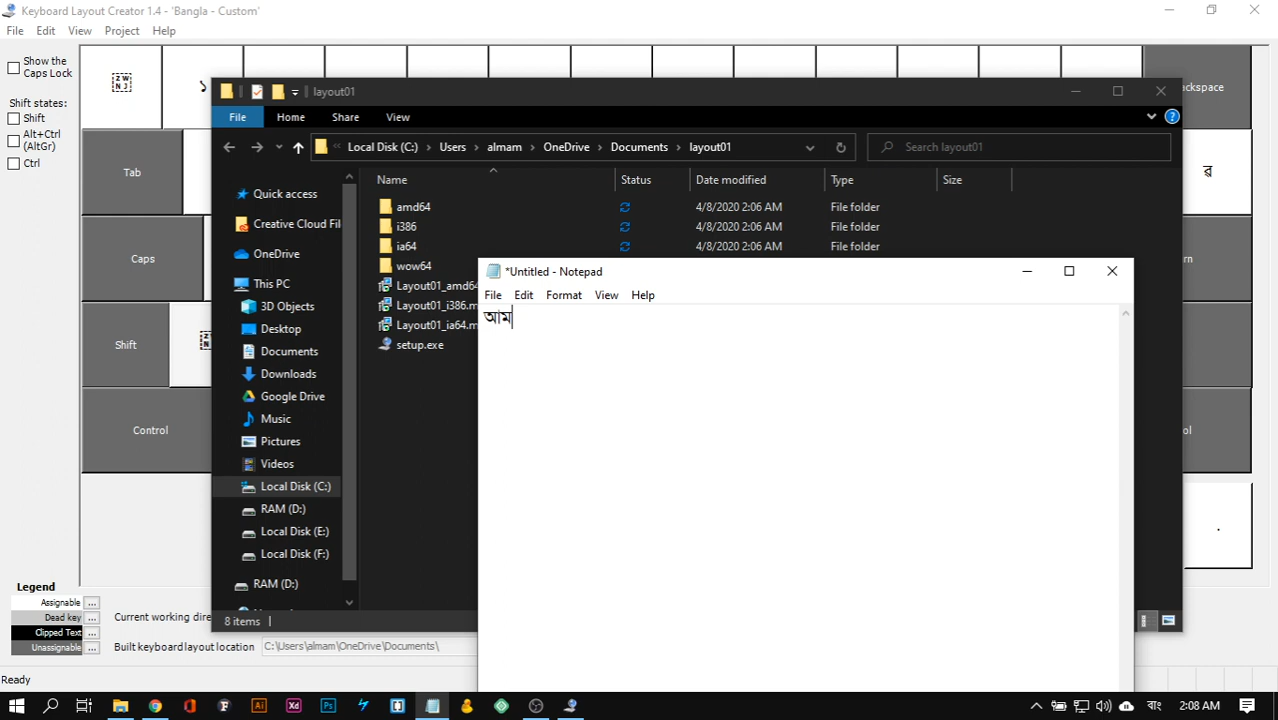 Keyboard Layout Creator 1.4 - 'Bangla - Custom'
File Edit View Project Help
Show the Caps Lock
Shift states:
Shift
Alt+Ctrl (AltGr)
Ctrl
ZW NJ
১
Backspace
Tab
ৱ
Caps
Shift
Control
layout01
File Home Share View
Local Disk (C:) Users almam OneDrive Documents layout01
Search layout01
Name Status Date modified Type Size
amd64 4/8/2020 2:06 AM File folder
i386 4/8/2020 2:06 AM File folder
ia64 4/8/2020 2:06 AM File folder
wow64
Layout01_amd64
Layout01_i386.m
Layout01_ia64.m
setup.exe
Quick access
Creative Cloud Fil
OneDrive
This PC
3D Objects
Desktop
Documents
Downloads
Google Drive
Music
Pictures
Videos
Local Disk (C:)
RAM (D:)
Local Disk (E:)
Local Disk (F:)
RAM (D:)
8 items
*Untitled - Notepad
File Edit Format View Help
আম
Legend
Assignable ...
Dead key ...
Clipped Text ...
Unassignable ...
Current working dire
Built keyboard layout location C:\Users\almam\OneDrive\Documents\
Ready
বাং 2:08 AM